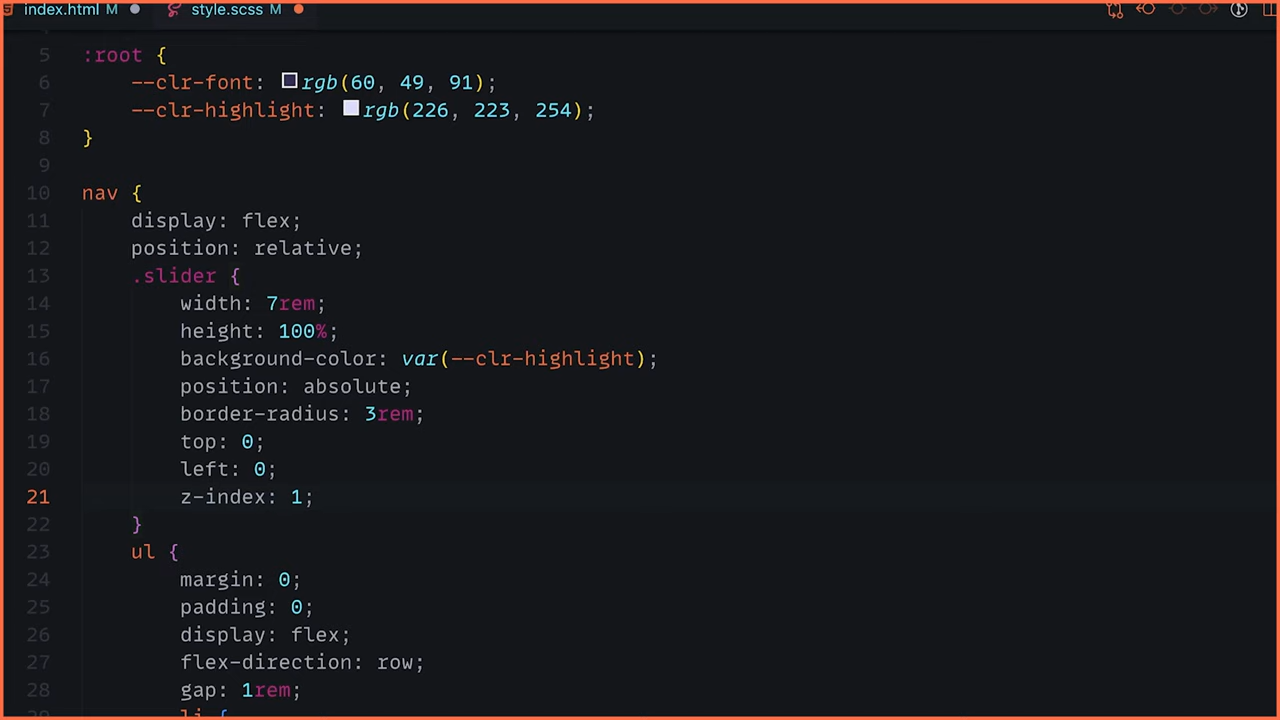 index.html M
style.scss M
5 :root {
6 --clr-font: rgb(60, 49, 91);
7 --clr-highlight: rgb(226, 223, 254);
8 }
9
10 nav {
11 display: flex;
12 position: relative;
13 .slider {
14 width: 7rem;
15 height: 100%;
16 background-color: var(--clr-highlight);
17 position: absolute;
18 border-radius: 3rem;
19 top: 0;
20 left: 0;
21 z-index: 1;
22 }
23 ul {
24 margin: 0;
25 padding: 0;
26 display: flex;
27 flex-direction: row;
28 gap: 1rem;
29 li {